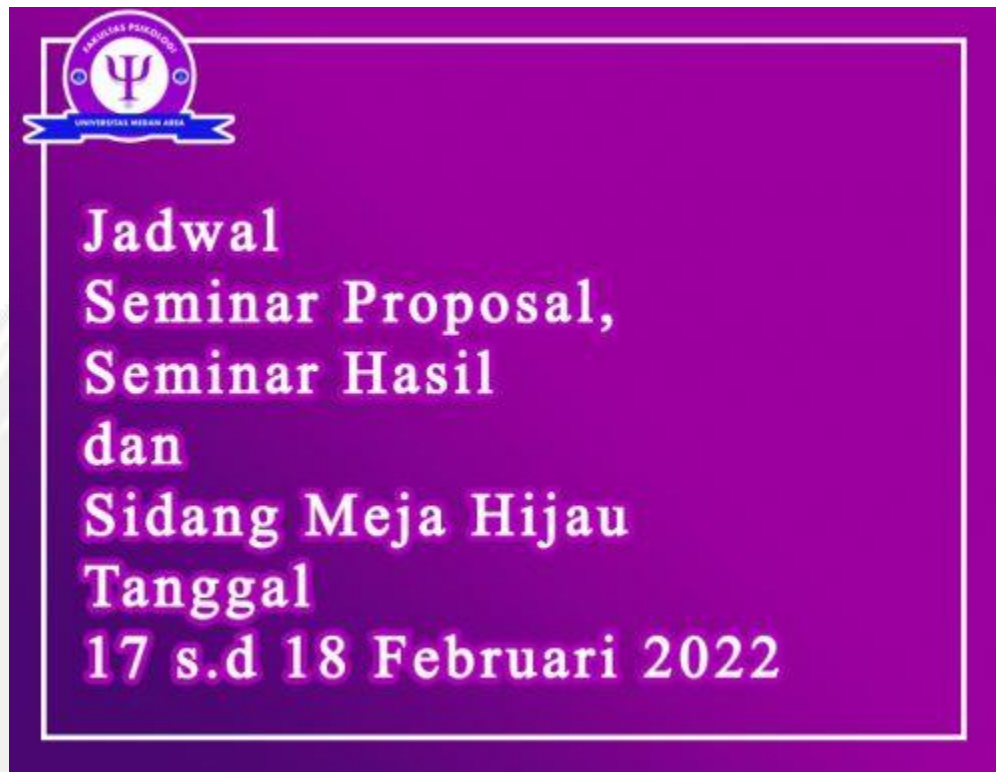 FAKULTAS PSIKOLOGI
Ψ
UNIVERSITAS MEDAN AREA
Jadwal
Seminar Proposal,
Seminar Hasil
dan
Sidang Meja Hijau
Tanggal
17 s.d 18 Februari 2022